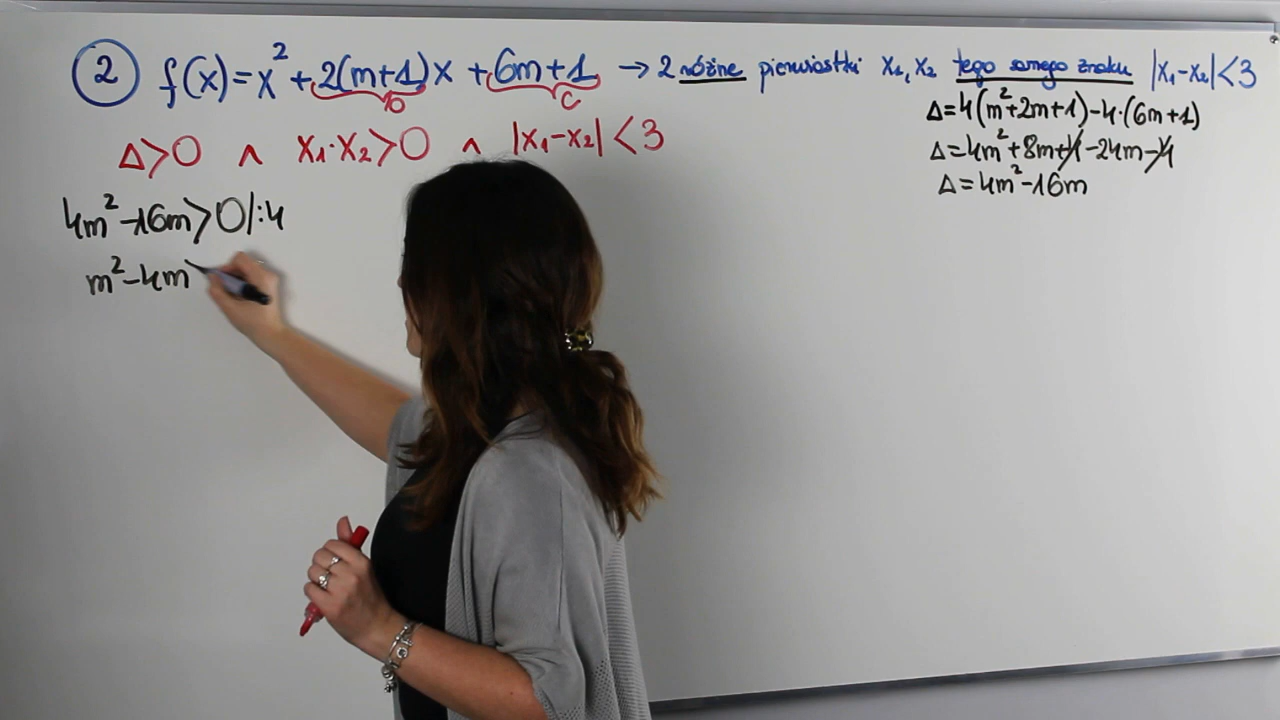 2 f(x)=x²+2(m+1)x+6m+1 → 2 różne pierwiastki x₁,x₂ tego samego znaku |x₁-x₂|<3
b c
Δ>0 ∧ x₁·x₂>0 ∧ |x₁-x₂|<3
4m²-16m>0/:4
m²-4m
Δ=4(m²+2m+1)-4·(6m+1)
Δ=4m²+8m+4-24m-4
Δ=4m²-16m